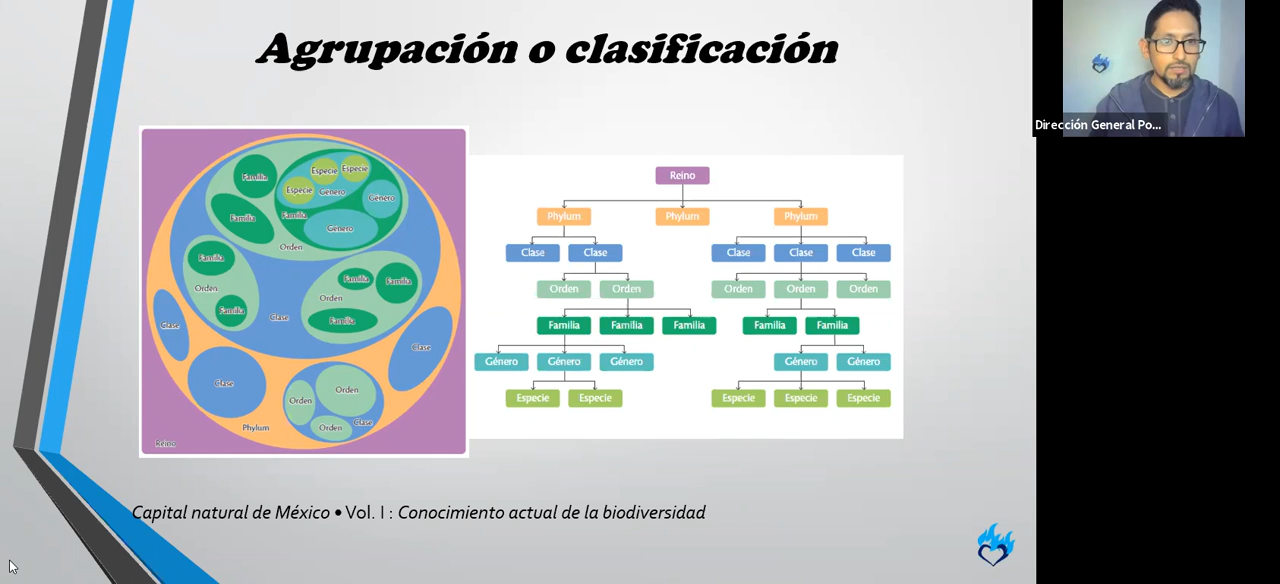 Agrupación o clasificación
Dirección General Po...
Familia
Especie
Especie
Especie
Género
Género
Familia
Familia
Género
Orden
Familia
Orden
Familia
Familia
Familia
Orden
Familia
Clase
Clase
Clase
Clase
Orden
Orden
Orden
Clase
Phylum
Reino
Reino
Phylum Phylum Phylum
Clase Clase Clase Clase Clase
Orden Orden Orden Orden Orden
Familia Familia Familia Familia Familia
Género Género Género Género Género
Especie Especie Especie Especie Especie
Capital natural de México • Vol. I : Conocimiento actual de la biodiversidad